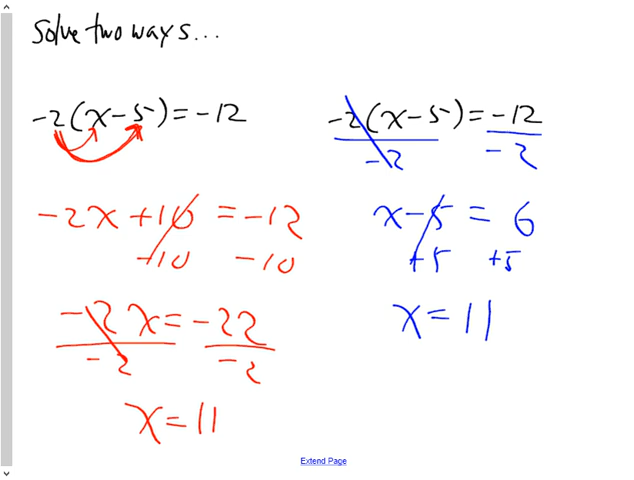 Solve two ways...
-2(x-5)=-12
-2x+10=-12
-10 -10
-2x=-22
-2 -2
x=11
-2(x-5)=-12
-2 -2
x-5=6
+5 +5
x=11
Extend Page